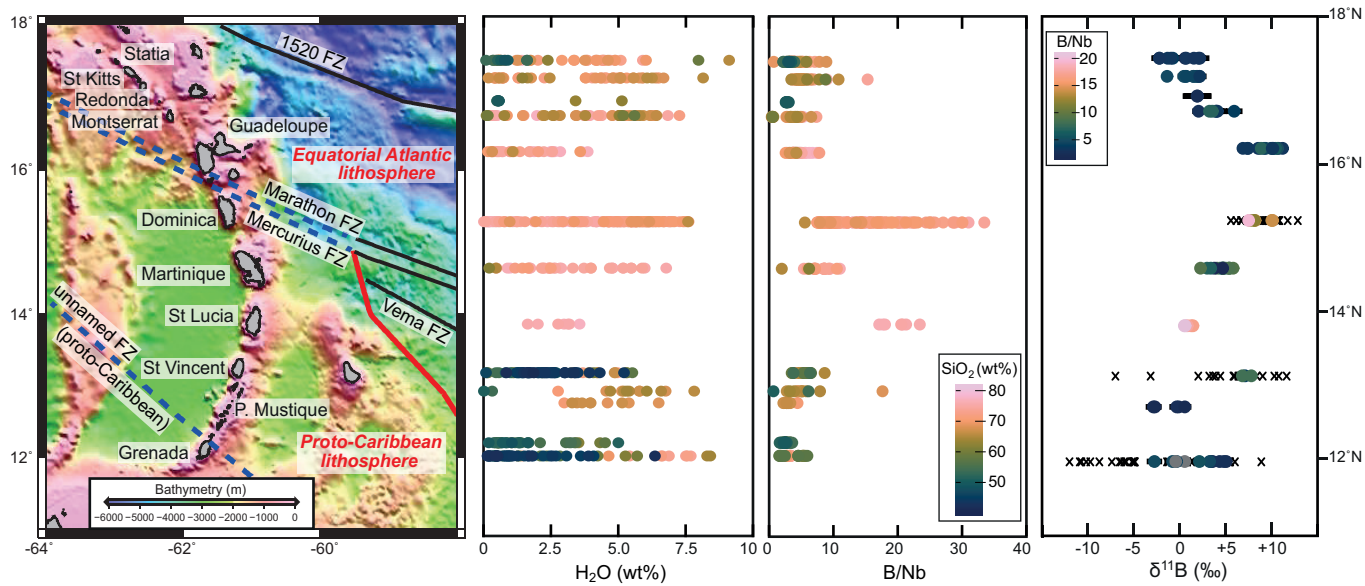 18˚
16˚
14˚
12˚
-64˚
-62˚
-60˚
Statia
St Kitts
Redonda
Montserrat
Guadeloupe
Dominica
Martinique
St Lucia
St Vincent
P. Mustique
Grenada
1520 FZ
Equatorial Atlantic
lithosphere
Marathon FZ
Mercurius FZ
Vema FZ
unnamed FZ
(proto-Caribbean)
Proto-Caribbean
lithosphere
Bathymetry (m)
−6000 −5000 −4000 −3000 −2000 −1000 0
0 2.5 5.0 7.5 10
H₂O (wt%)
SiO₂ (wt%)
80
70
60
50
0 10 20 30 40
B/Nb
B/Nb
20
15
10
5
18˚N
16˚N
14˚N
12˚N
-10 -5 0 +5 +10
δ¹¹B (‰)